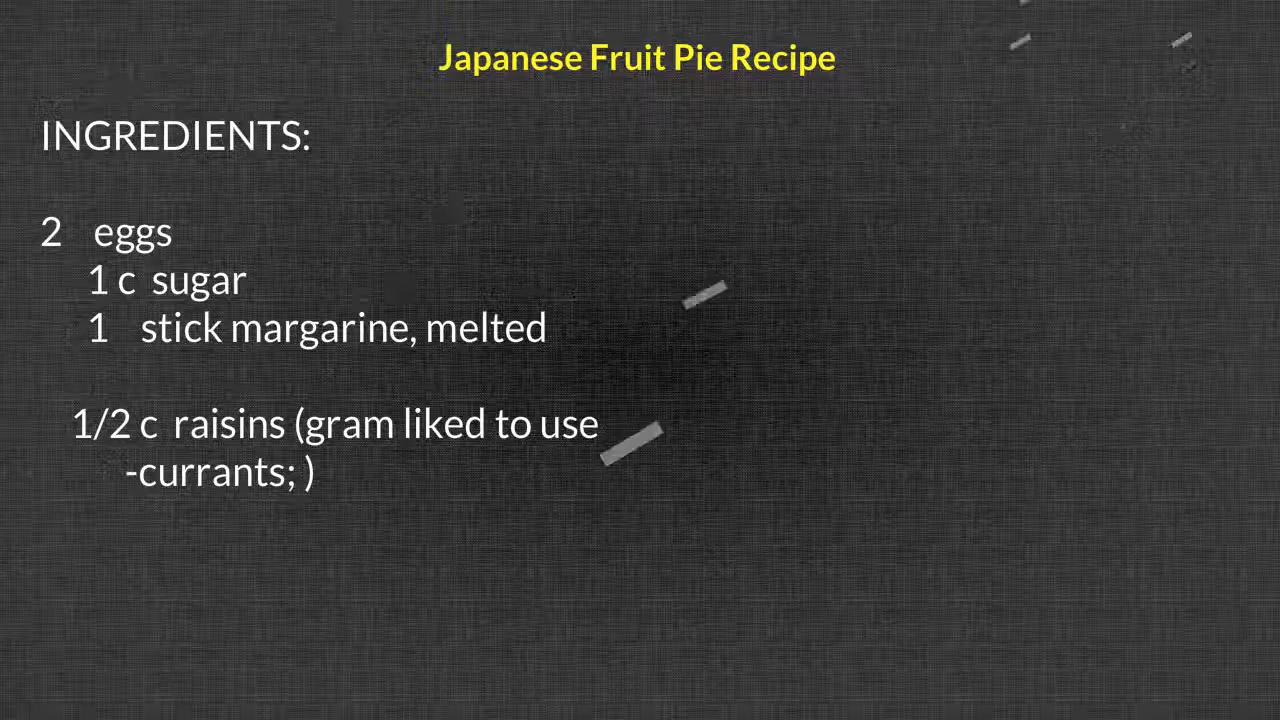 Japanese Fruit Pie Recipe
INGREDIENTS:
2 eggs
1 c sugar
1 stick margarine, melted
1/2 c raisins (gram liked to use
-currants; )